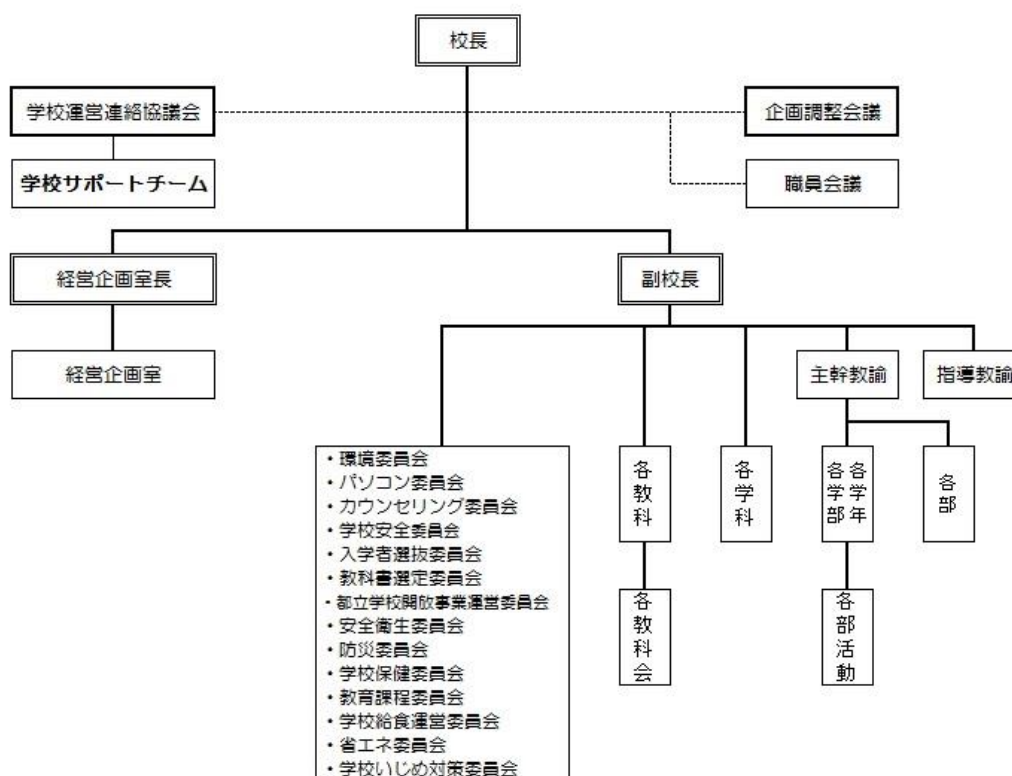 校長
学校運営連絡協議会
企画調整会議
学校サポートチーム
職員会議
経営企画室長
副校長
経営企画室
主幹教諭
指導教諭
・環境委員会
・パソコン委員会
・カウンセリング委員会
・学校安全委員会
・入学者選抜委員会
・教科書選定委員会
・都立学校開放事業運営委員会
・安全衛生委員会
・防災委員会
・学校保健委員会
・教育課程委員会
・学校給食運営委員会
・省エネ委員会
・学校いじめ対策委員会
各教科
各学科
各学年
各学部
各部
各教科会
各部活動